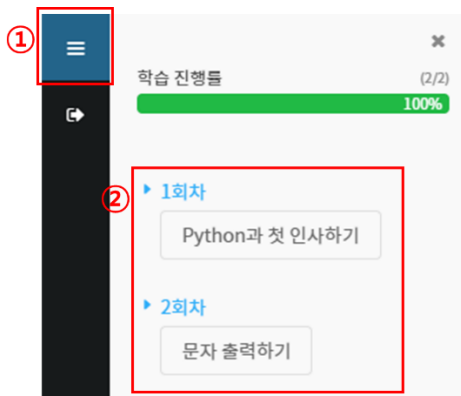 ①
학습 진행률 (2/2)
100%
②
1회차
Python과 첫 인사하기
2회차
문자 출력하기